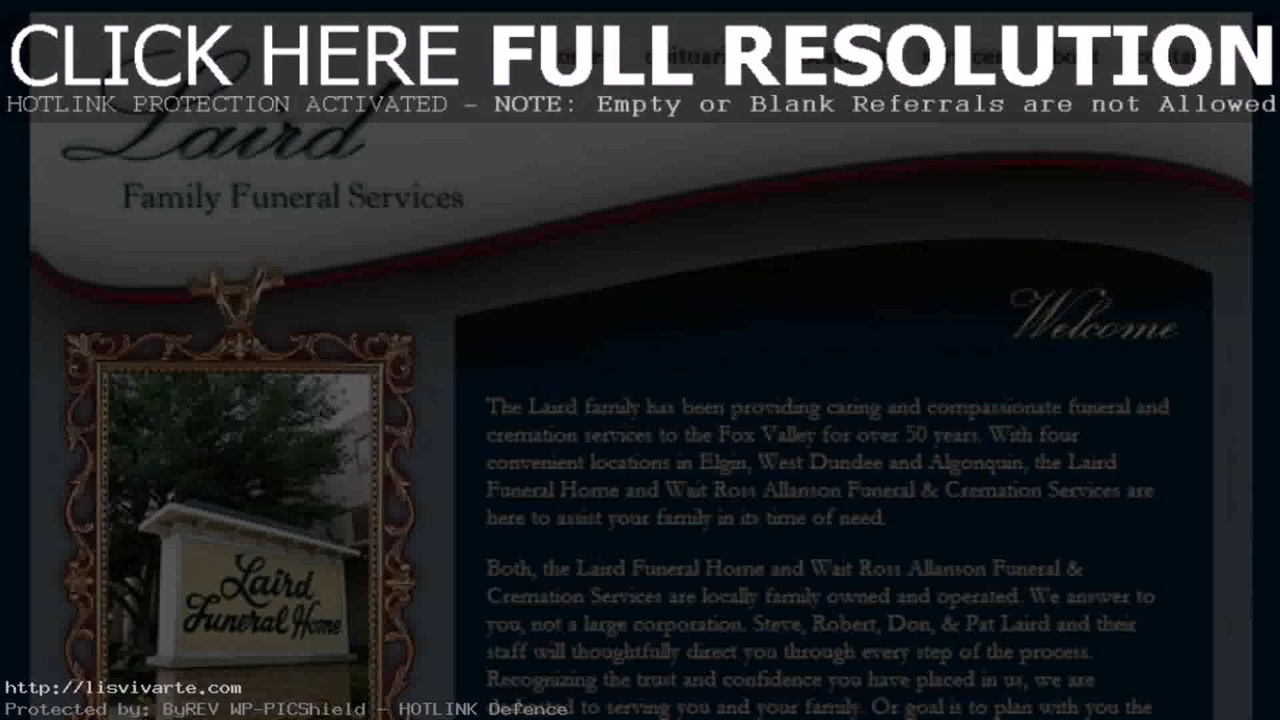 CLICK HERE FULL RESOLUTION
HOTLINK PROTECTION ACTIVATED - NOTE: Empty or Blank Referrals are not Allowed
Laird
Family Funeral Services
Welcome
The Laird family has been providing caring and compassionate funeral and
cremation services to the Fox Valley for over 50 years. With four
convenient locations in Elgin, West Dundee and Algonquin, the Laird
Funeral Home and Wait Ross Allanson Funeral & Cremation Services are
here to assist your family in its time of need.
Both, the Laird Funeral Home and Wait Ross Allanson Funeral &
Cremation Services are locally family owned and operated. We answer to
you, not a large corporation. Steve, Robert, Don, & Pat Laird and their
staff will thoughtfully direct you through every step of the process.
Recognizing the trust and confidence you have placed in us, we are
to serving you and your family. Or goal is to plan with you the
Laird
Funeral Home
http://lisvivarte.com
Protected by: ByREV WP-PICShield - HOTLINK Defence